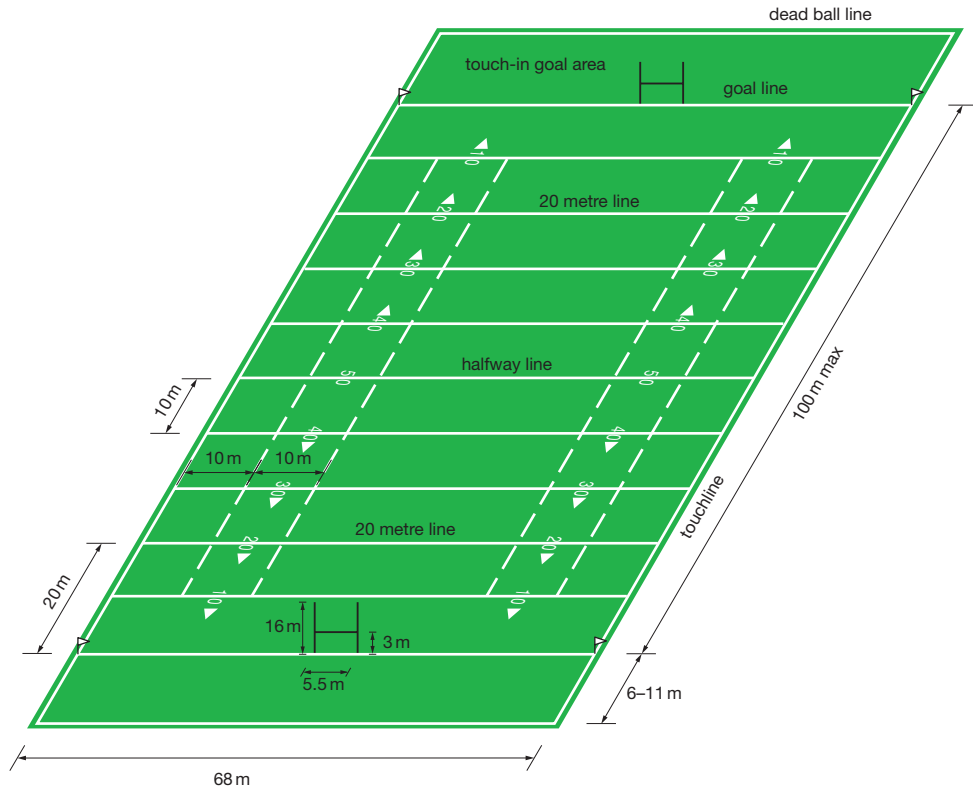 dead ball line
touch-in goal area
goal line
10 10
20 metre line
20 20
30 30
40 40
halfway line
50 50
100 m max
10 m
40 40
10 m 10 m
30 30
touchline
20 metre line
20 20
20 m
10 10
16 m
3 m
5.5 m
6–11 m
68 m